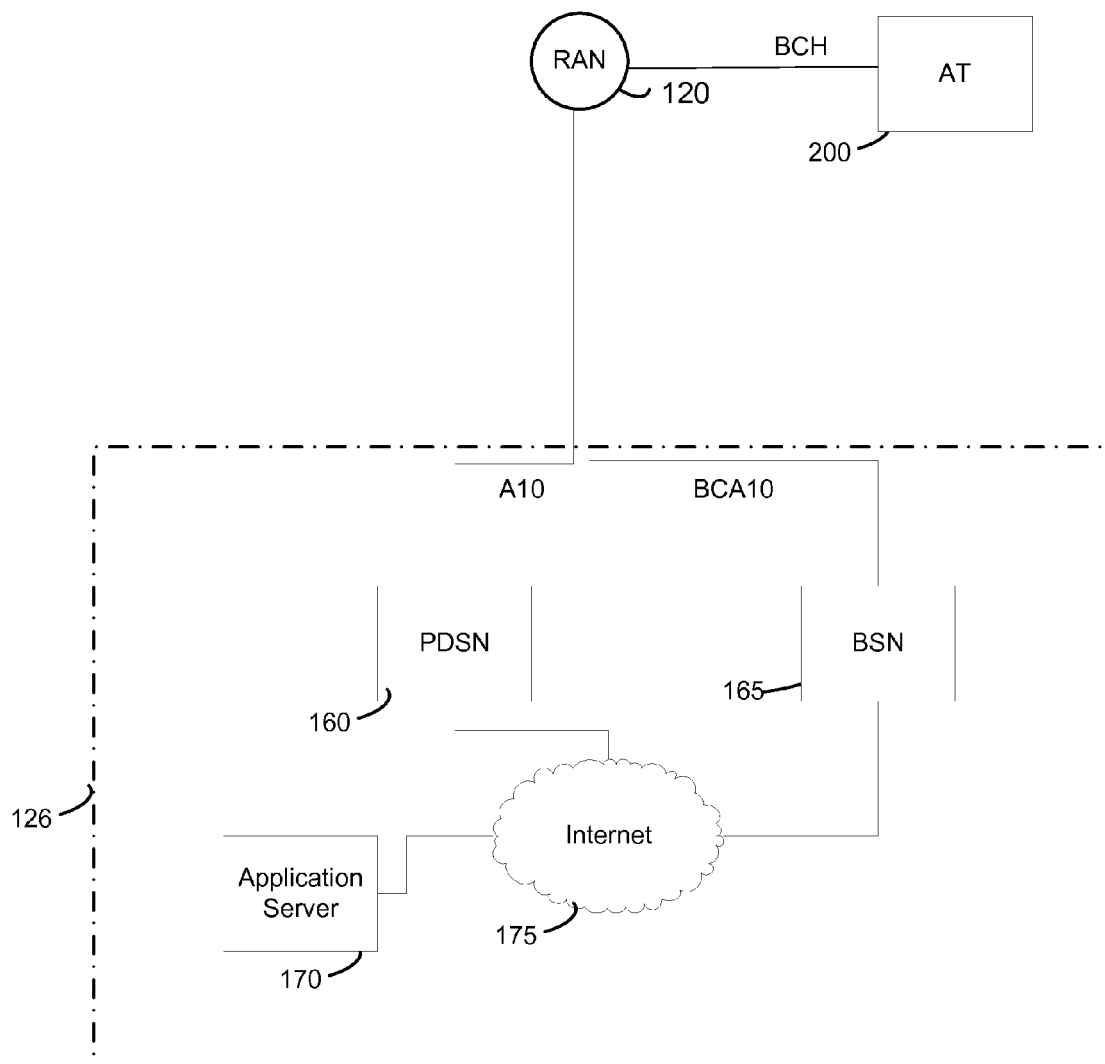 BCH
RAN
AT
120
200
A10
BCA10
PDSN
BSN
165
160
126
Internet
Application
Server
175
170